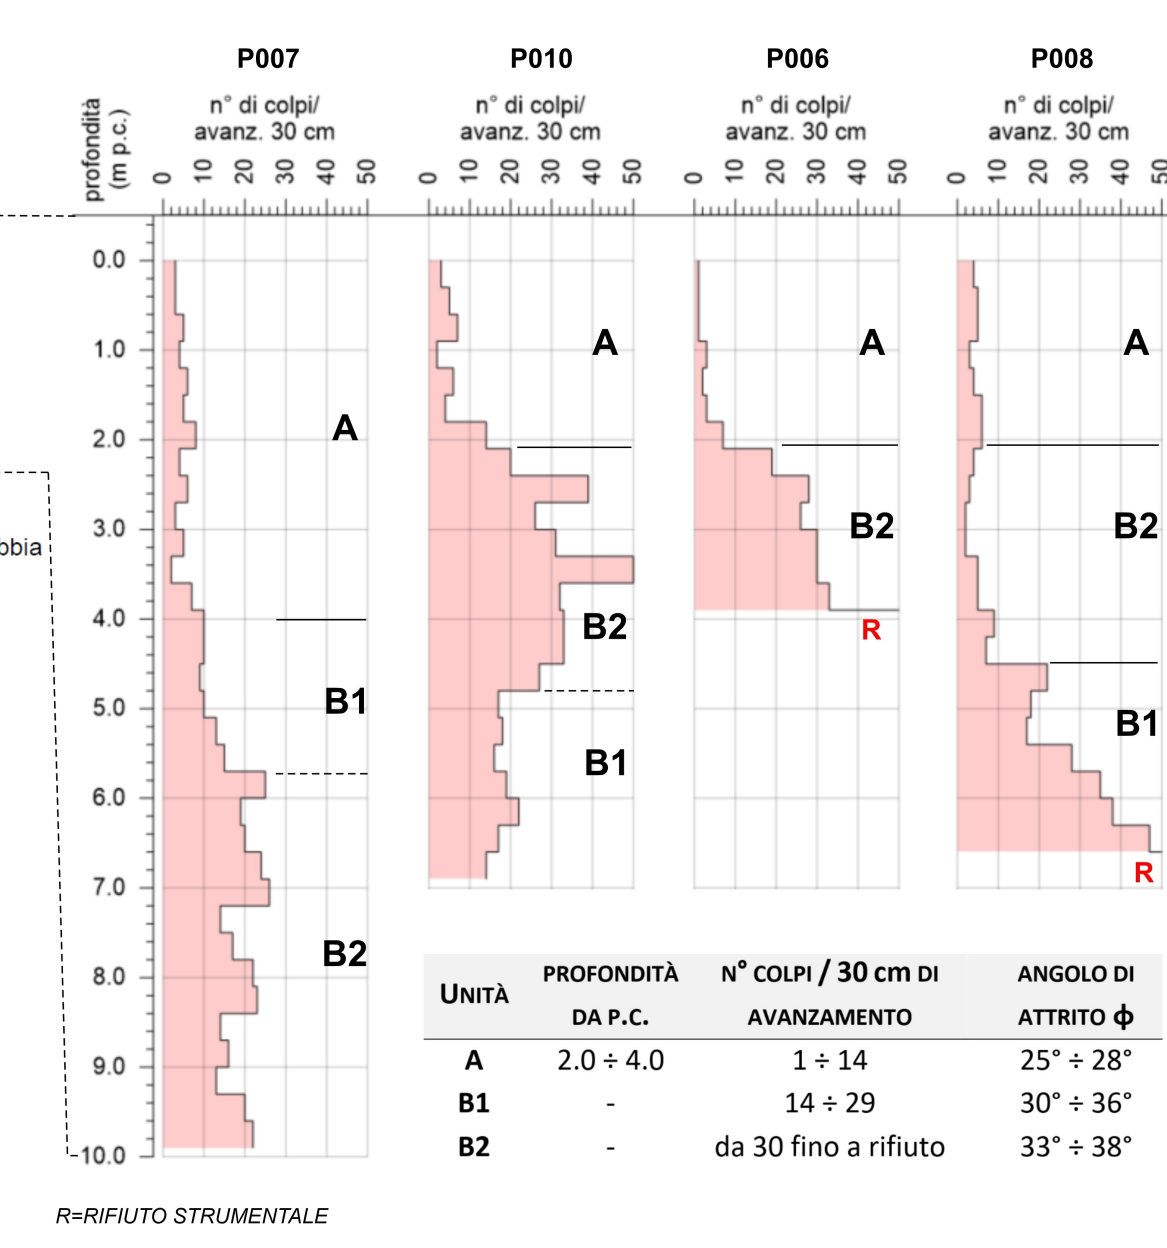 P007 P010 P006 P008
profondità
(m p.c.)
n° di colpi/
avanz. 30 cm
n° di colpi/
avanz. 30 cm
n° di colpi/
avanz. 30 cm
n° di colpi/
avanz. 30 cm
0 10 20 30 40 50
0 10 20 30 40 50
0 10 20 30 40 50
0 10 20 30 40 50
0.0
1.0
2.0
3.0
4.0
5.0
6.0
7.0
8.0
9.0
10.0
bbia
A
B1
B2
A
B2
B1
A
B2
R
A
B2
B1
R
UNITÀ PROFONDITÀ DA P.C. N° COLPI / 30 cm DI AVANZAMENTO ANGOLO DI ATTRITO ϕ
A 2.0 ÷ 4.0 1 ÷ 14 25° ÷ 28°
B1 - 14 ÷ 29 30° ÷ 36°
B2 - da 30 fino a rifiuto 33° ÷ 38°
R=RIFIUTO STRUMENTALE